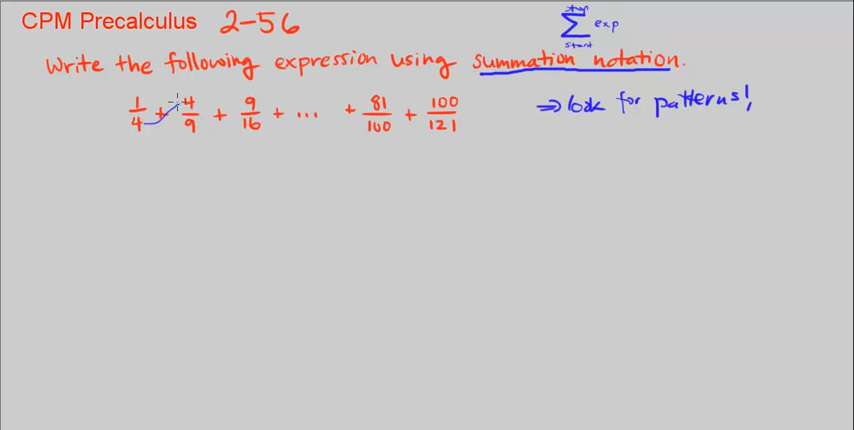 CPM Precalculus 2-56
stop
Σ exp
start
Write the following expression using summation notation.
1/4 + 4/9 + 9/16 + ... + 81/100 + 100/121
⇒ look for patterns!